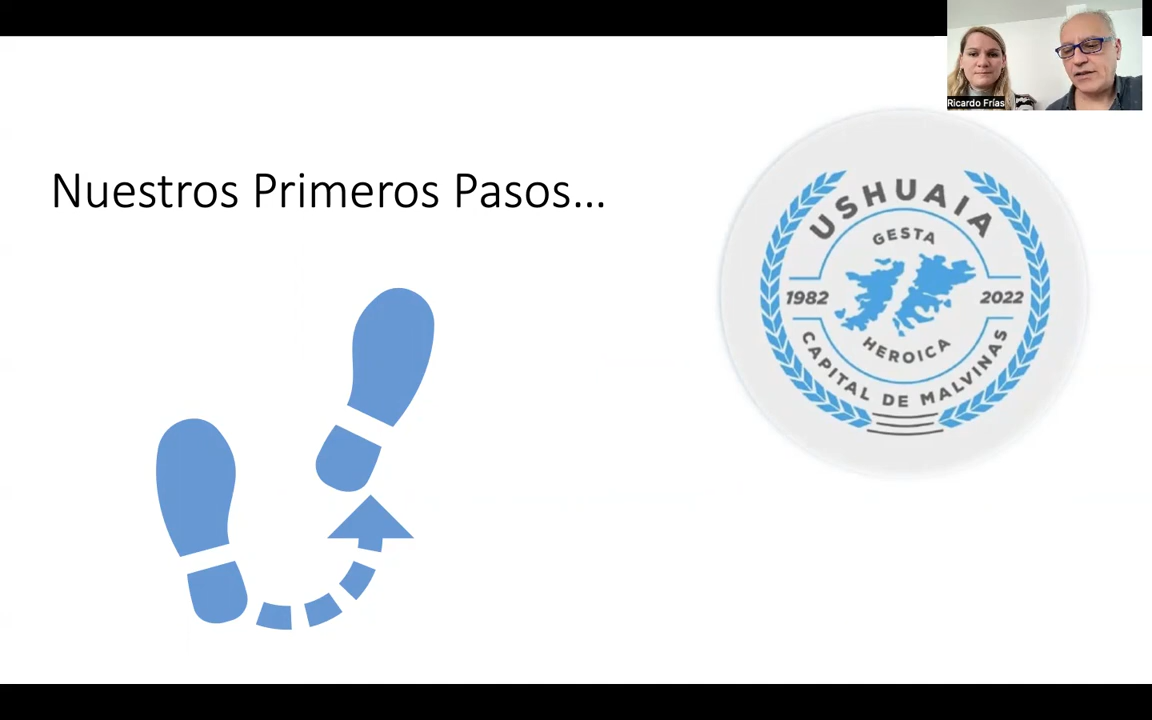 Ricardo Frías
Nuestros Primeros Pasos...
USHUAIA
GESTA
1982 2022
HEROICA
CAPITAL DE MALVINAS